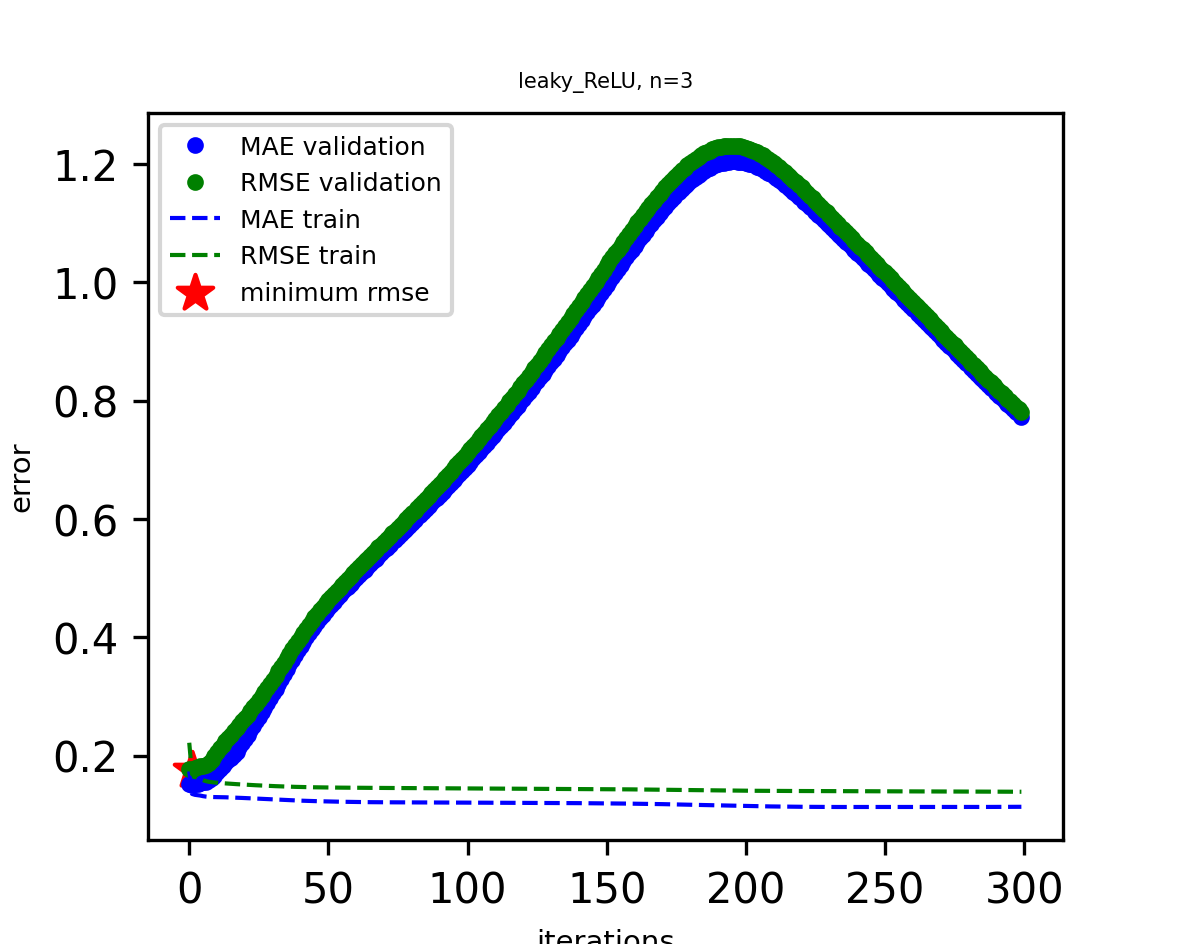 leaky_ReLU, n=3
MAE validation
RMSE validation
MAE train
RMSE train
minimum rmse
1.2
1.0
0.8
0.6
0.4
0.2
error
0 50 100 150 200 250 300
iterations